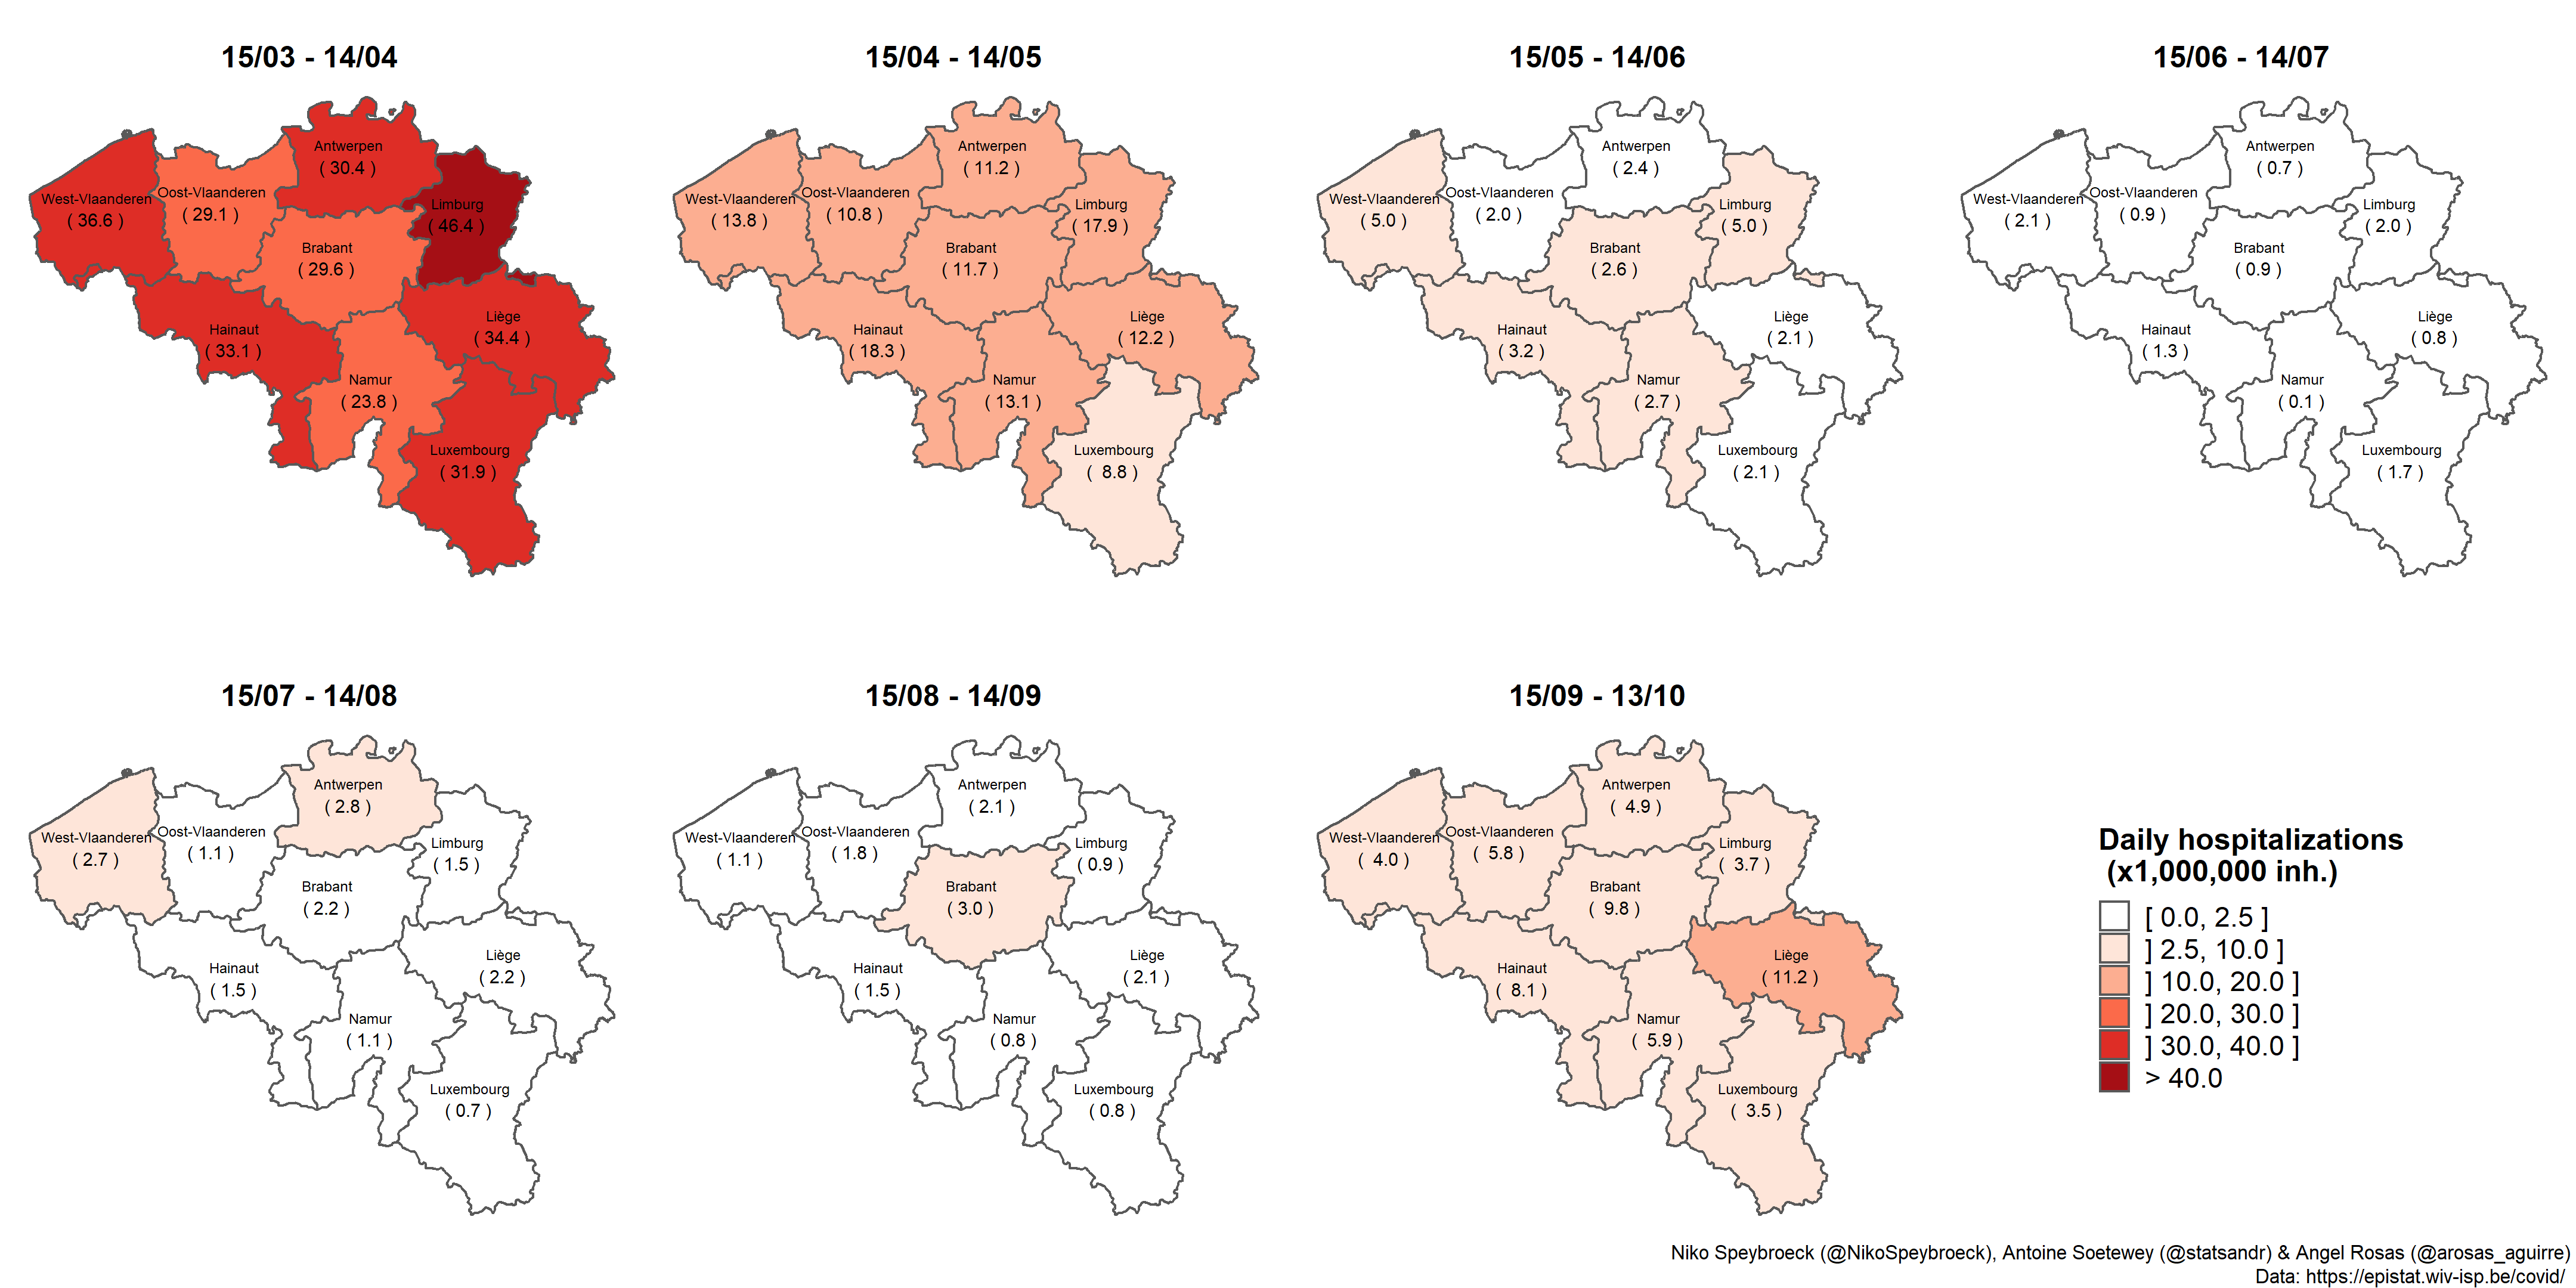 15/03 - 14/04
Antwerpen
( 30.4 )
West-Vlaanderen
( 36.6 )
Oost-Vlaanderen
( 29.1 )
Limburg
( 46.4 )
Brabant
( 29.6 )
Hainaut
( 33.1 )
Liège
( 34.4 )
Namur
( 23.8 )
Luxembourg
( 31.9 )
15/04 - 14/05
Antwerpen
( 11.2 )
West-Vlaanderen
( 13.8 )
Oost-Vlaanderen
( 10.8 )
Limburg
( 17.9 )
Brabant
( 11.7 )
Hainaut
( 18.3 )
Liège
( 12.2 )
Namur
( 13.1 )
Luxembourg
( 8.8 )
15/05 - 14/06
Antwerpen
( 2.4 )
West-Vlaanderen
( 5.0 )
Oost-Vlaanderen
( 2.0 )
Limburg
( 5.0 )
Brabant
( 2.6 )
Hainaut
( 3.2 )
Liège
( 2.1 )
Namur
( 2.7 )
Luxembourg
( 2.1 )
15/06 - 14/07
Antwerpen
( 0.7 )
West-Vlaanderen
( 2.1 )
Oost-Vlaanderen
( 0.9 )
Limburg
( 2.0 )
Brabant
( 0.9 )
Hainaut
( 1.3 )
Liège
( 0.8 )
Namur
( 0.1 )
Luxembourg
( 1.7 )
15/07 - 14/08
Antwerpen
( 2.8 )
West-Vlaanderen
( 2.7 )
Oost-Vlaanderen
( 1.1 )
Limburg
( 1.5 )
Brabant
( 2.2 )
Hainaut
( 1.5 )
Liège
( 2.2 )
Namur
( 1.1 )
Luxembourg
( 0.7 )
15/08 - 14/09
Antwerpen
( 2.1 )
West-Vlaanderen
( 1.1 )
Oost-Vlaanderen
( 1.8 )
Limburg
( 0.9 )
Brabant
( 3.0 )
Hainaut
( 1.5 )
Liège
( 2.1 )
Namur
( 0.8 )
Luxembourg
( 0.8 )
15/09 - 13/10
Antwerpen
( 4.9 )
West-Vlaanderen
( 4.0 )
Oost-Vlaanderen
( 5.8 )
Limburg
( 3.7 )
Brabant
( 9.8 )
Hainaut
( 8.1 )
Liège
( 11.2 )
Namur
( 5.9 )
Luxembourg
( 3.5 )
Daily hospitalizations
(x1,000,000 inh.)
[ 0.0, 2.5 ]
] 2.5, 10.0 ]
] 10.0, 20.0 ]
] 20.0, 30.0 ]
] 30.0, 40.0 ]
> 40.0
Niko Speybroeck (@NikoSpeybroeck), Antoine Soetewey (@statsandr) & Angel Rosas (@arosas_aguirre)
Data: https://epistat.wiv-isp.be/covid/